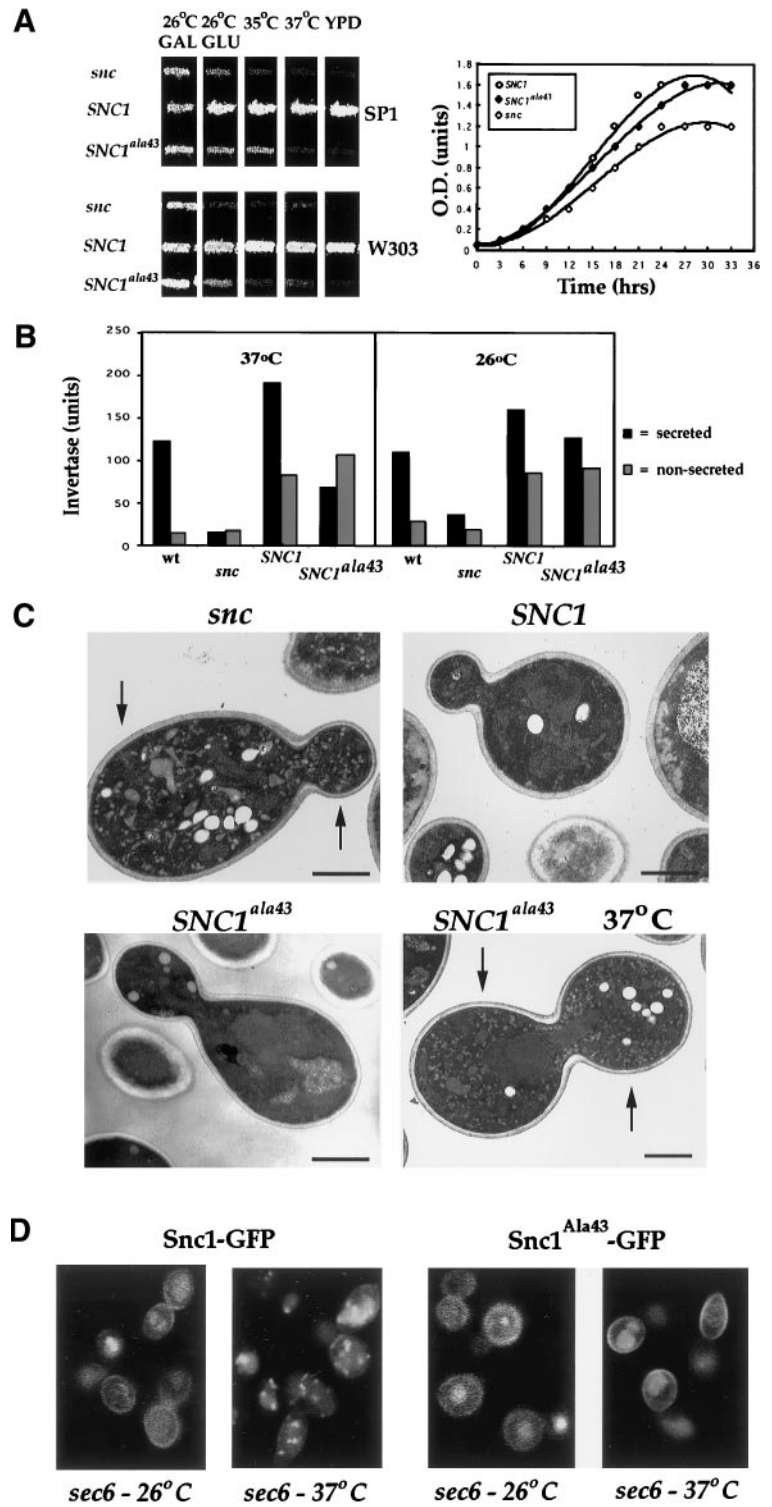 A
26°C 26°C 35°C 37°C YPD
GAL GLU
snc
SNC1
SNC1ala43
SP1
snc
SNC1
SNC1ala43
W303
O.D. (units)
1.8
1.6
1.4
1.2
1.0
0.8
0.6
0.4
0.2
SNC1
SNC1ala43
snc
0 3 6 9 12 15 18 21 24 27 30 33 36
Time (hrs)
B
Invertase (units)
250
200
150
100
50
0
37°C
26°C
wt snc SNC1 SNC1ala43
wt snc SNC1 SNC1ala43
= secreted
= non-secreted
C
snc
SNC1
SNC1ala43
SNC1ala43 37°C
D
Snc1-GFP
Snc1Ala43-GFP
sec6 - 26°C
sec6 - 37°C
sec6 - 26°C
sec6 - 37°C